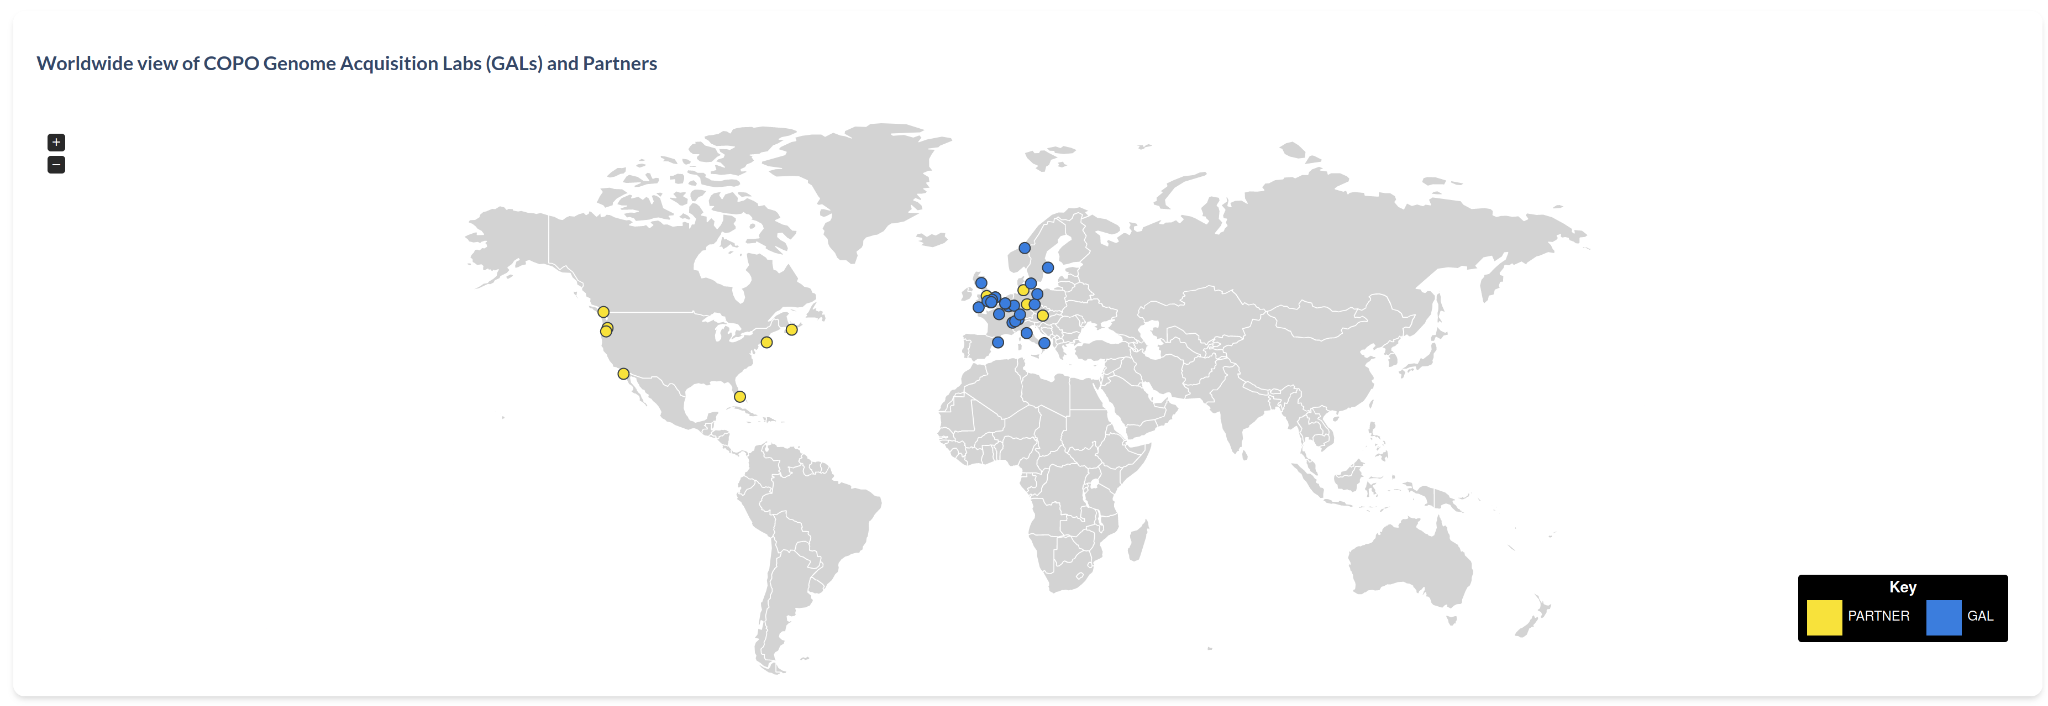 Worldwide view of COPO Genome Acquisition Labs (GALs) and Partners
+
−
Key
PARTNER GAL